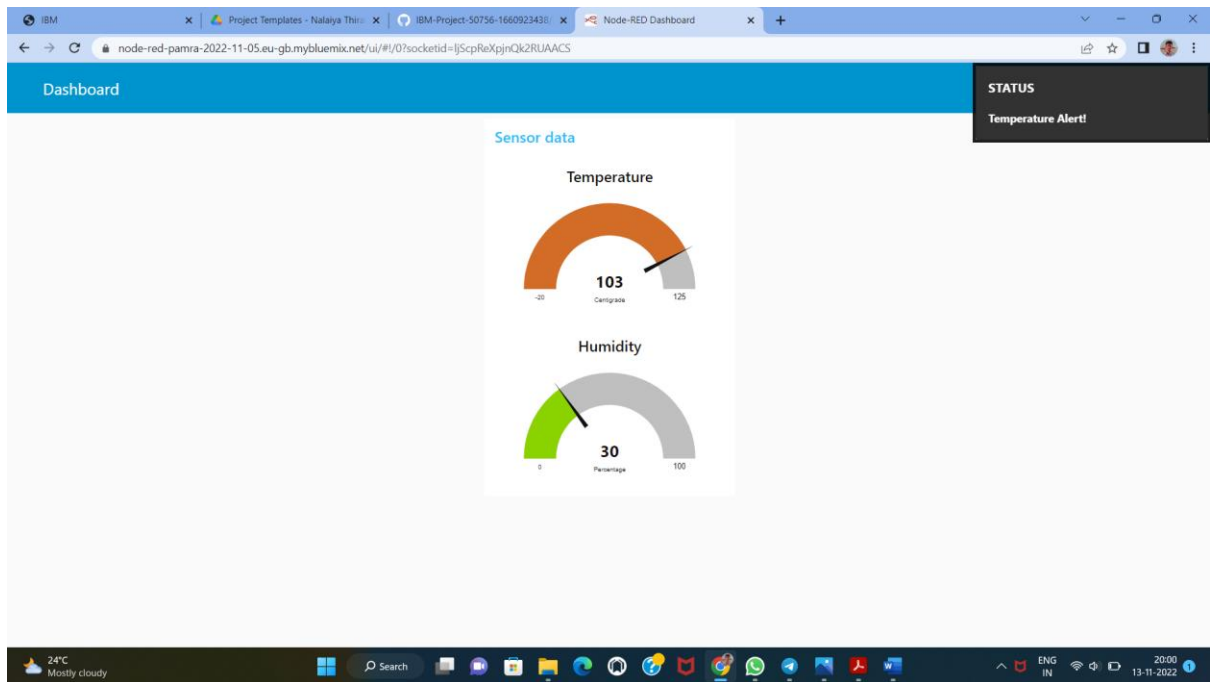 IBM
Project Templates - Nalaiya Thira
IBM-Project-50756-1660923438/
Node-RED Dashboard
node-red-pamra-2022-11-05.eu-gb.mybluemix.net/ui/#!/0?socketid=ljScpReXpjnQk2RUAACS
Dashboard
STATUS
Temperature Alert!
Sensor data
Temperature
103
-20
Centigrade
125
Humidity
30
0
Percentage
100
24°C
Mostly cloudy
Search
ENG
IN
20:00
13-11-2022
1